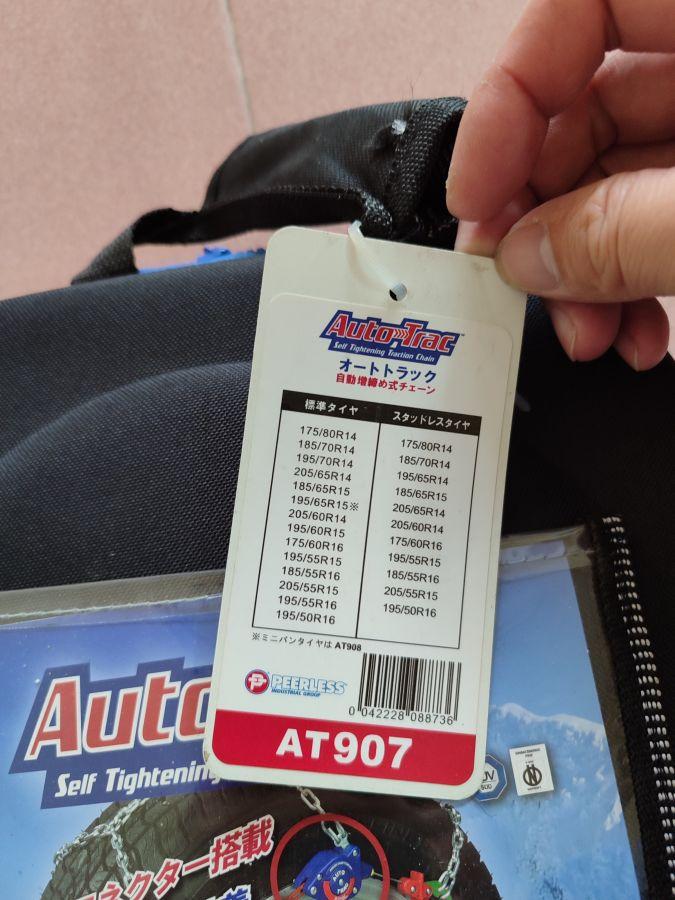 Auto Trac™
Self Tightening Traction Chain
オートトラック
自動増締め式チェーン
標準タイヤ
175/80R14
185/70R14
195/70R14
205/65R14
185/65R15
195/65R15※
205/60R14
195/60R15
175/60R16
195/55R15
185/55R16
205/55R15
195/55R16
195/50R16
スタッドレスタイヤ
175/80R14
185/70R14
195/65R14
185/65R15
205/65R14
205/60R14
175/60R16
195/55R15
185/55R16
205/55R15
195/50R16
※ミニバンタイヤは AT908
PEERLESS
INDUSTRIAL GROUP
0 042228 088736
AT907
Auto
Self Tightening
ネクター搭載
AUTO
TRAC